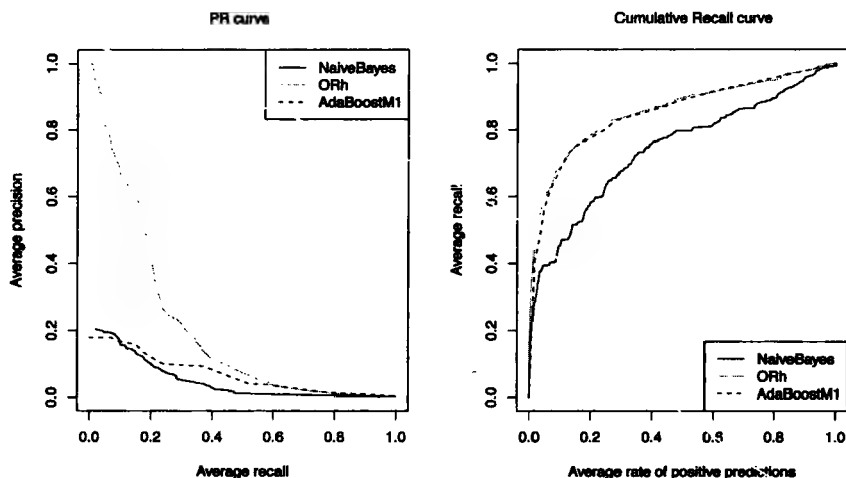 PR curve
NaiveBayes
ORh
AdaBoostM1
Average precision
1.0
0.8
0.6
0.4
0.2
0.0
0.0 0.2 0.4 0.6 0.8 1.0
Average recall
Cumulative Recall curve
Average recall
1.0
0.8
0.6
0.4
0.2
0.0
NaiveBayes
ORh
AdaBoostM1
0.0 0.2 0.4 0.6 0.8 1.0
Average rate of positive predictions